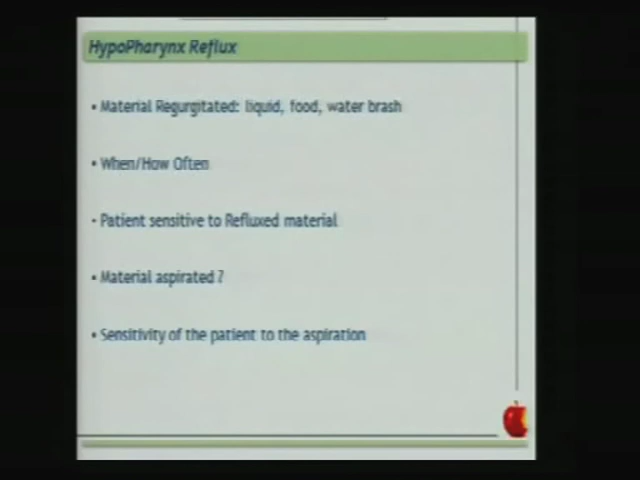 HypoPharynx Reflux
• Material Regurgitated: liquid, food, water brash
• When/How Often
• Patient sensitive to Refluxed material
• Material aspirated ?
• Sensitivity of the patient to the aspiration